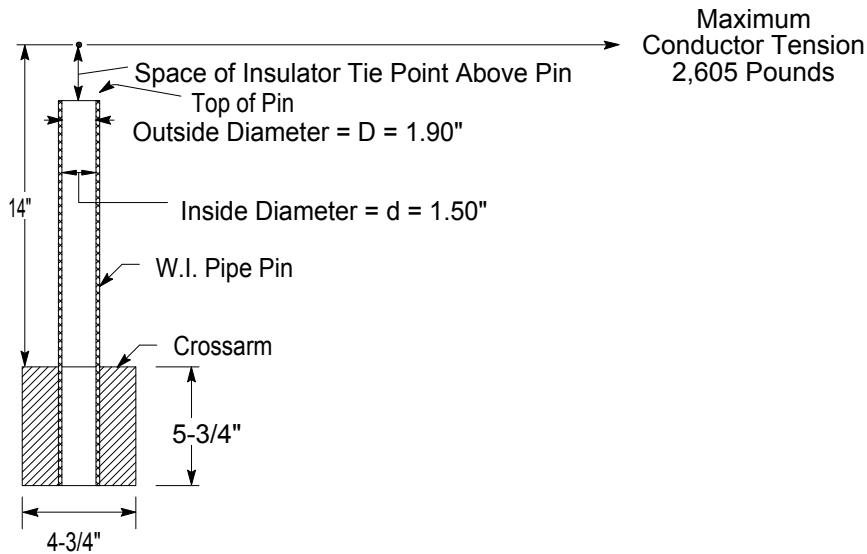 Maximum
Conductor Tension
2,605 Pounds
Space of Insulator Tie Point Above Pin
Top of Pin
Outside Diameter = D = 1.90"
14"
Inside Diameter = d = 1.50"
W.I. Pipe Pin
Crossarm
5-3/4"
4-3/4"